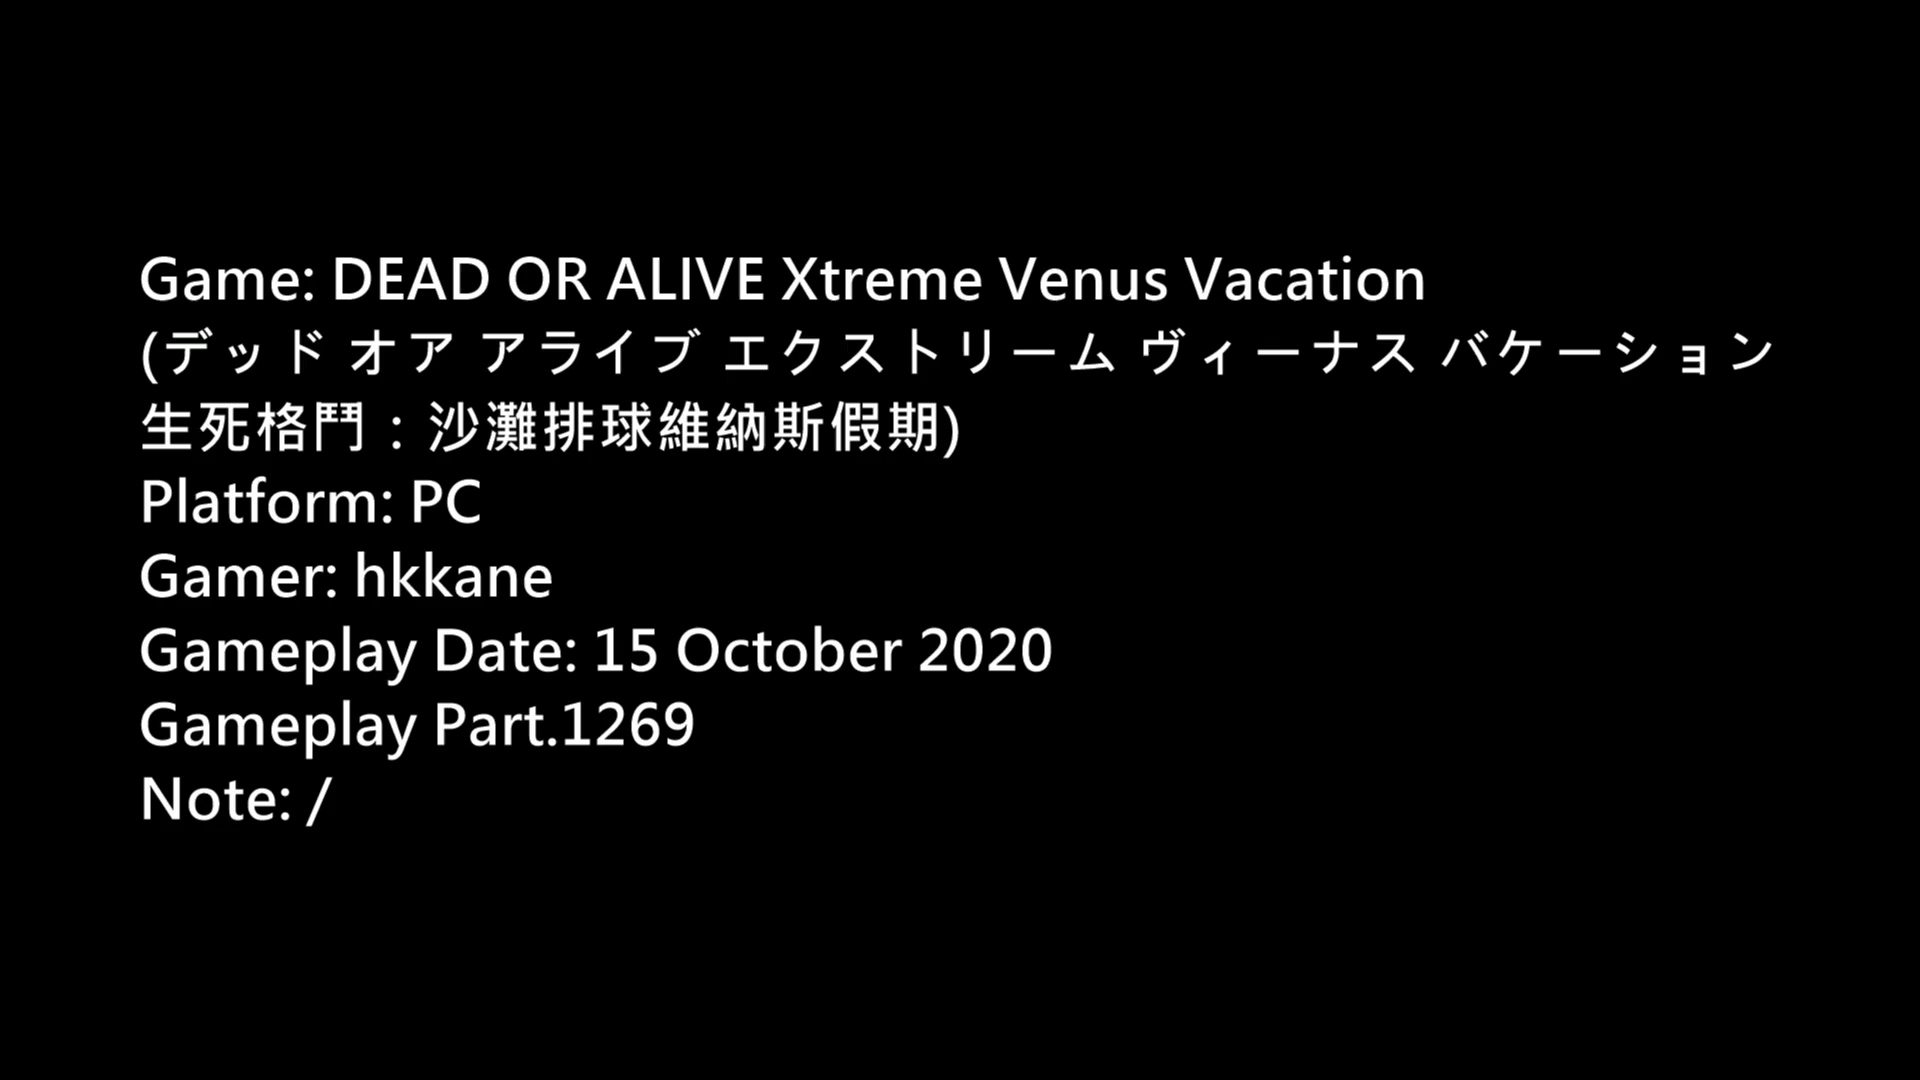 Game: DEAD OR ALIVE Xtreme Venus Vacation
(デッド オア アライブ エクストリーム ヴィーナス バケーション
生死格鬥：沙灘排球維納斯假期)
Platform: PC
Gamer: hkkane
Gameplay Date: 15 October 2020
Gameplay Part.1269
Note: /